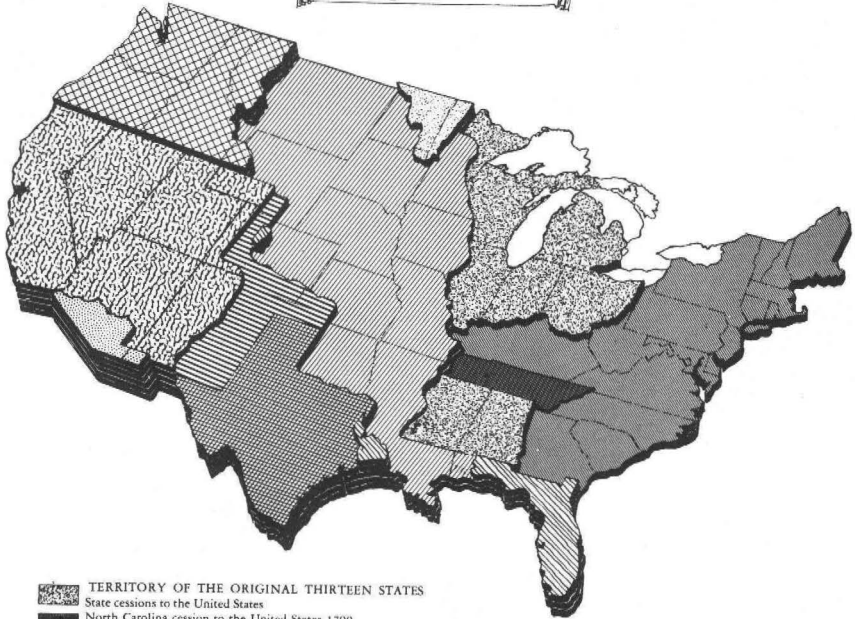 TERRITORY OF THE ORIGINAL THIRTEEN STATES
State cessions to the United States
North Carolina cession to the United States 1790